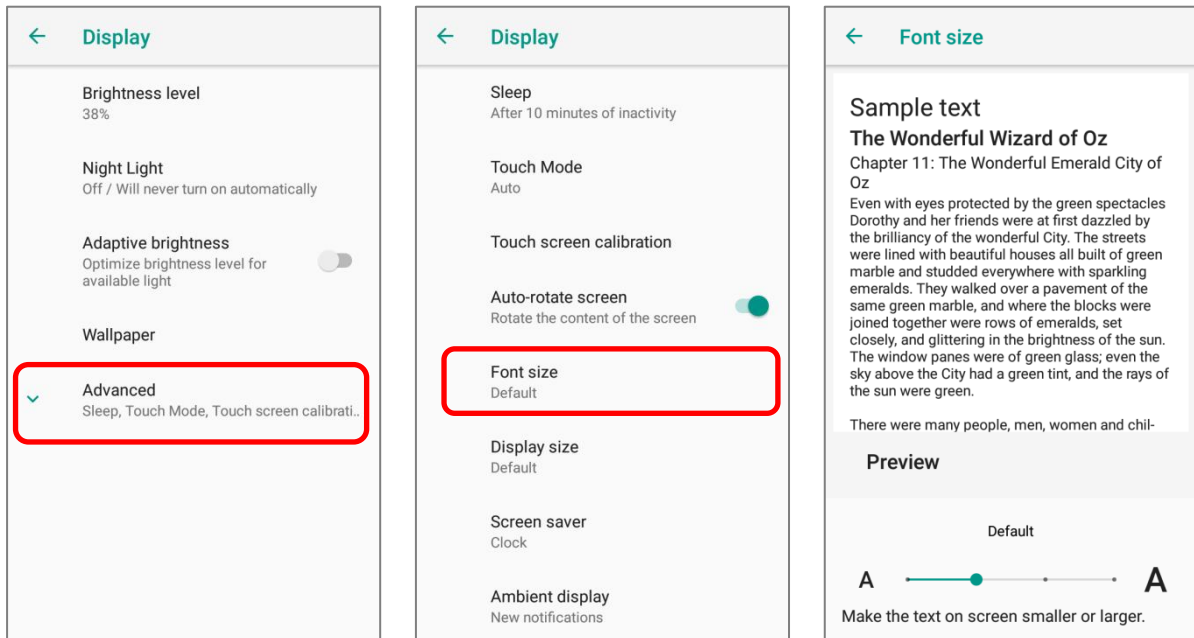 Display
Brightness level
38%
Night Light
Off / Will never turn on automatically
Adaptive brightness
Optimize brightness level for
available light
Wallpaper
Advanced
Sleep, Touch Mode, Touch screen calibrati..
Display
Sleep
After 10 minutes of inactivity
Touch Mode
Auto
Touch screen calibration
Auto-rotate screen
Rotate the content of the screen
Font size
Default
Display size
Default
Screen saver
Clock
Ambient display
New notifications
Font size
Sample text
The Wonderful Wizard of Oz
Chapter 11: The Wonderful Emerald City of
Oz
Even with eyes protected by the green spectacles
Dorothy and her friends were at first dazzled by
the brilliancy of the wonderful City. The streets
were lined with beautiful houses all built of green
marble and studded everywhere with sparkling
emeralds. They walked over a pavement of the
same green marble, and where the blocks were
joined together were rows of emeralds, set
closely, and glittering in the brightness of the sun.
The window panes were of green glass; even the
sky above the City had a green tint, and the rays of
the sun were green.
There were many people, men, women and chil-
Preview
Default
A A
Make the text on screen smaller or larger.